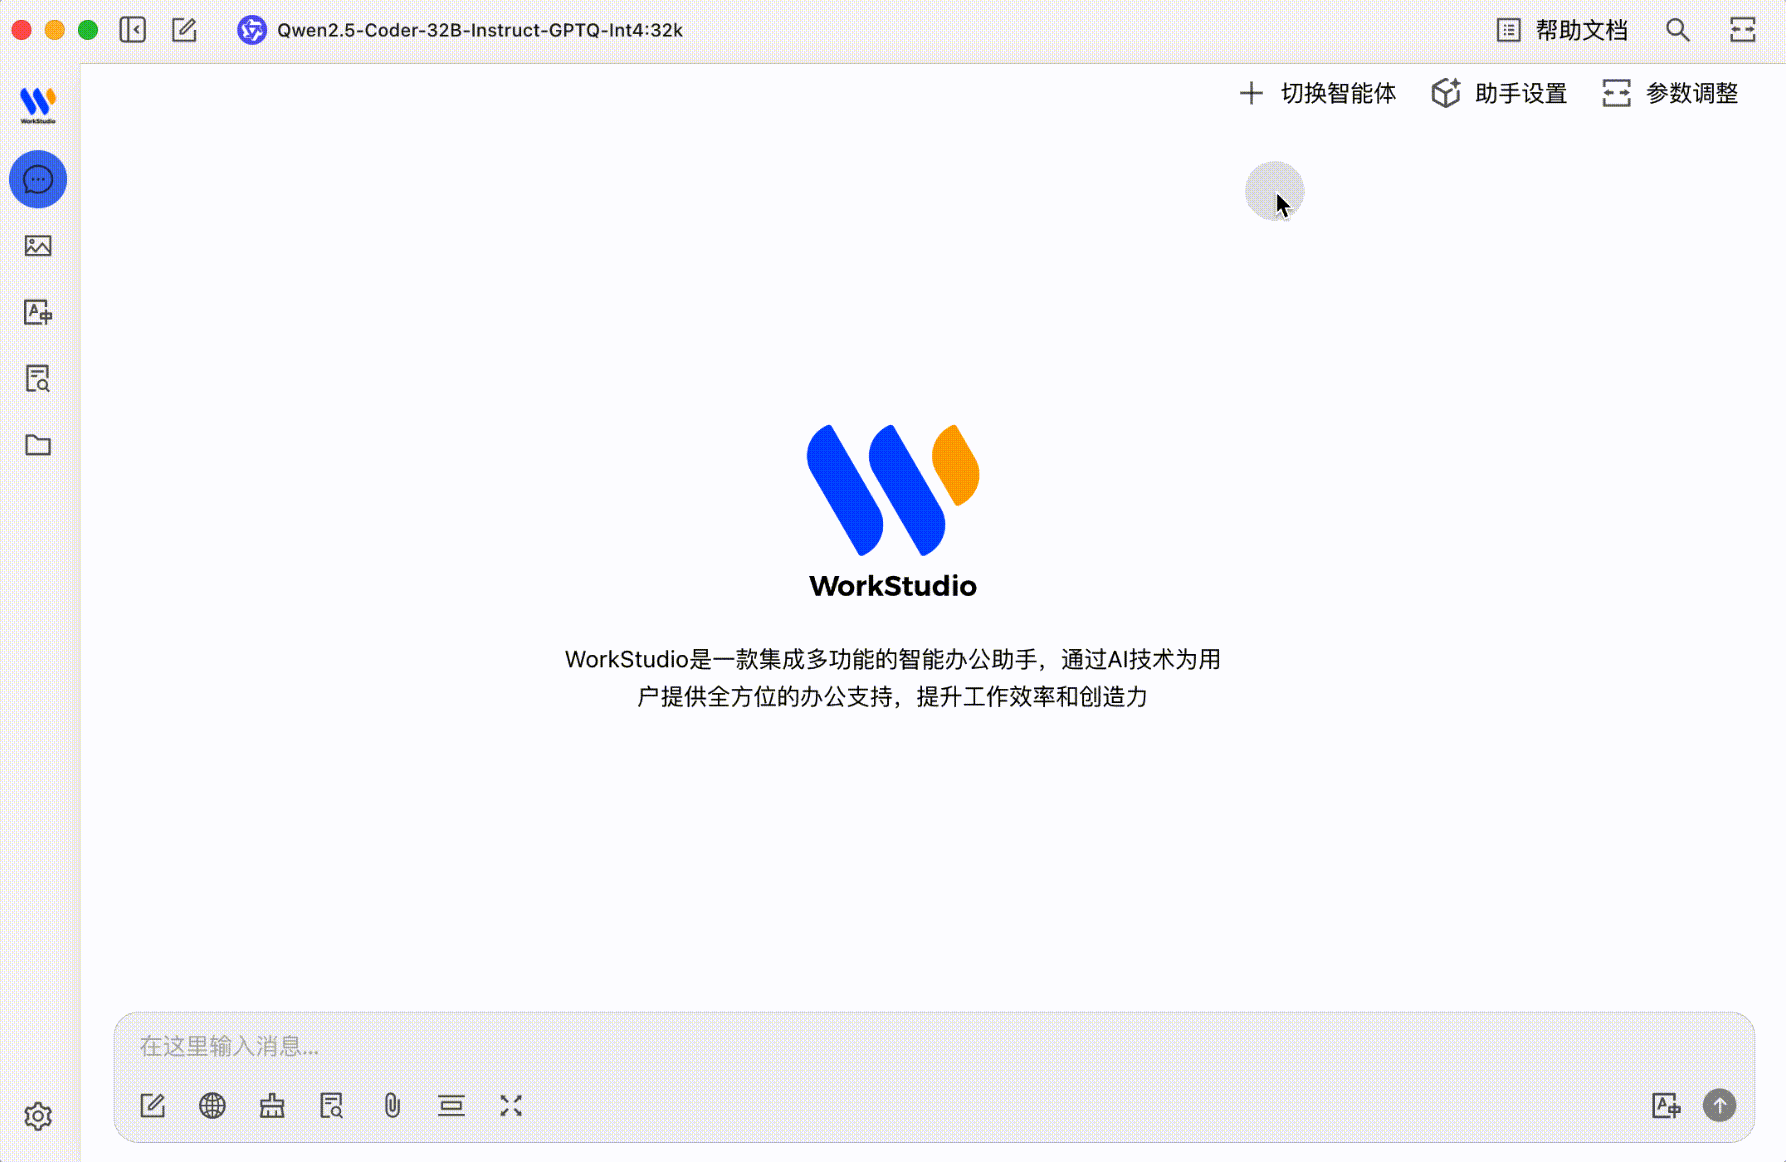 Qwen2.5-Coder-32B-Instruct-GPTQ-Int4:32k
帮助文档
WorkStudio
切换智能体
助手设置
参数调整
WorkStudio
WorkStudio是一款集成多功能的智能办公助手，通过AI技术为用
户提供全方位的办公支持，提升工作效率和创造力
在这里输入消息...